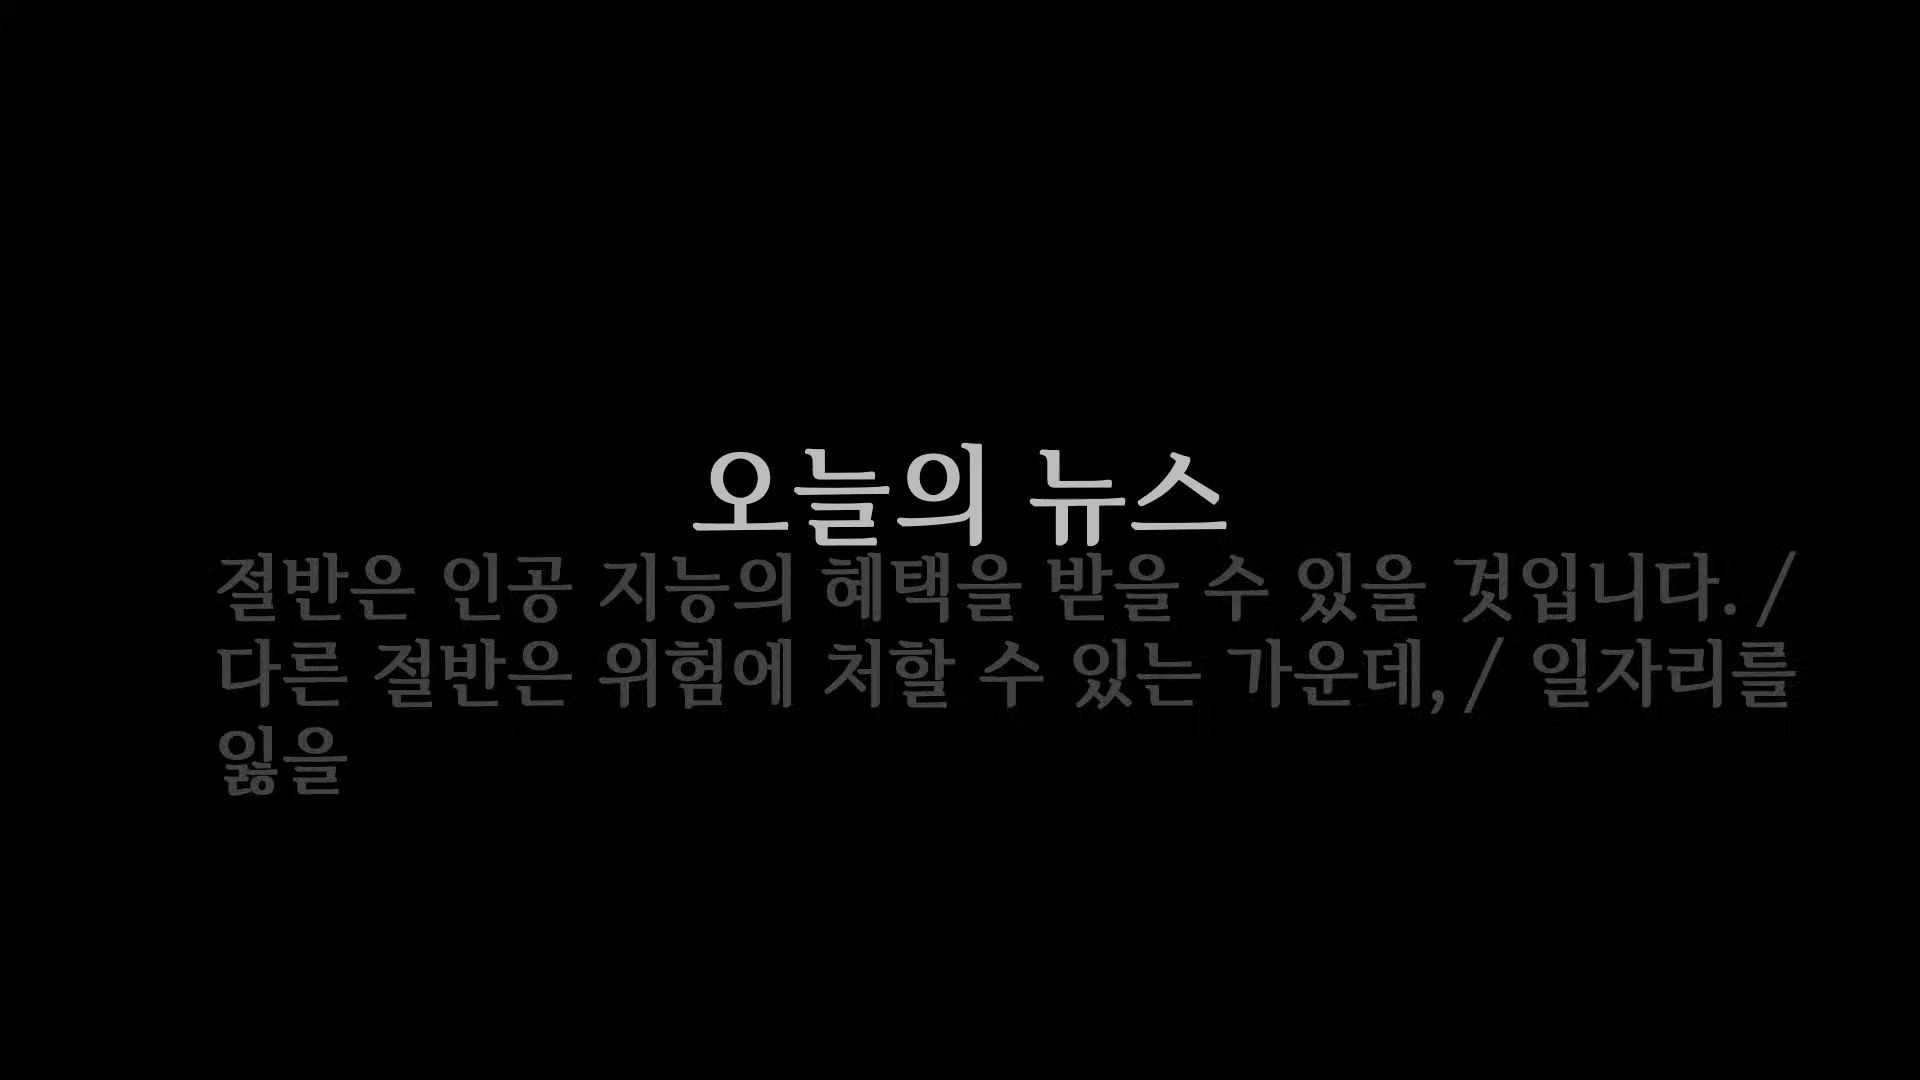 오늘의 뉴스
절반은 인공 지능의 혜택을 받을 수 있을 것입니다. /
다른 절반은 위험에 처할 수 있는 가운데, / 일자리를
잃을